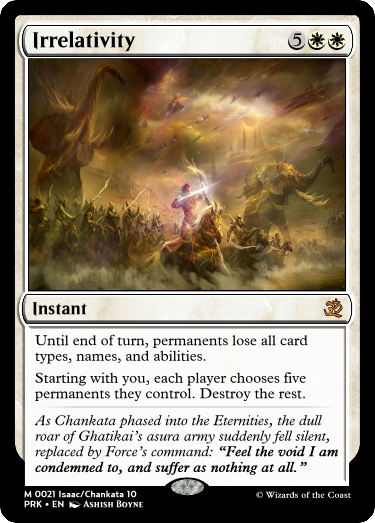 Irrelativity 5
Instant
Until end of turn, permanents lose all card
types, names, and abilities.
Starting with you, each player chooses five
permanents they control. Destroy the rest.
As Chankata phased into the Eternities, the dull
roar of Ghatikai's asura army suddenly fell silent,
replaced by Force's command: “Feel the void I am
condemned to, and suffer as nothing at all.”
M 0021 Isaac/Chankata 10
PRK • EN Ashish Boyne
© Wizards of the Coast